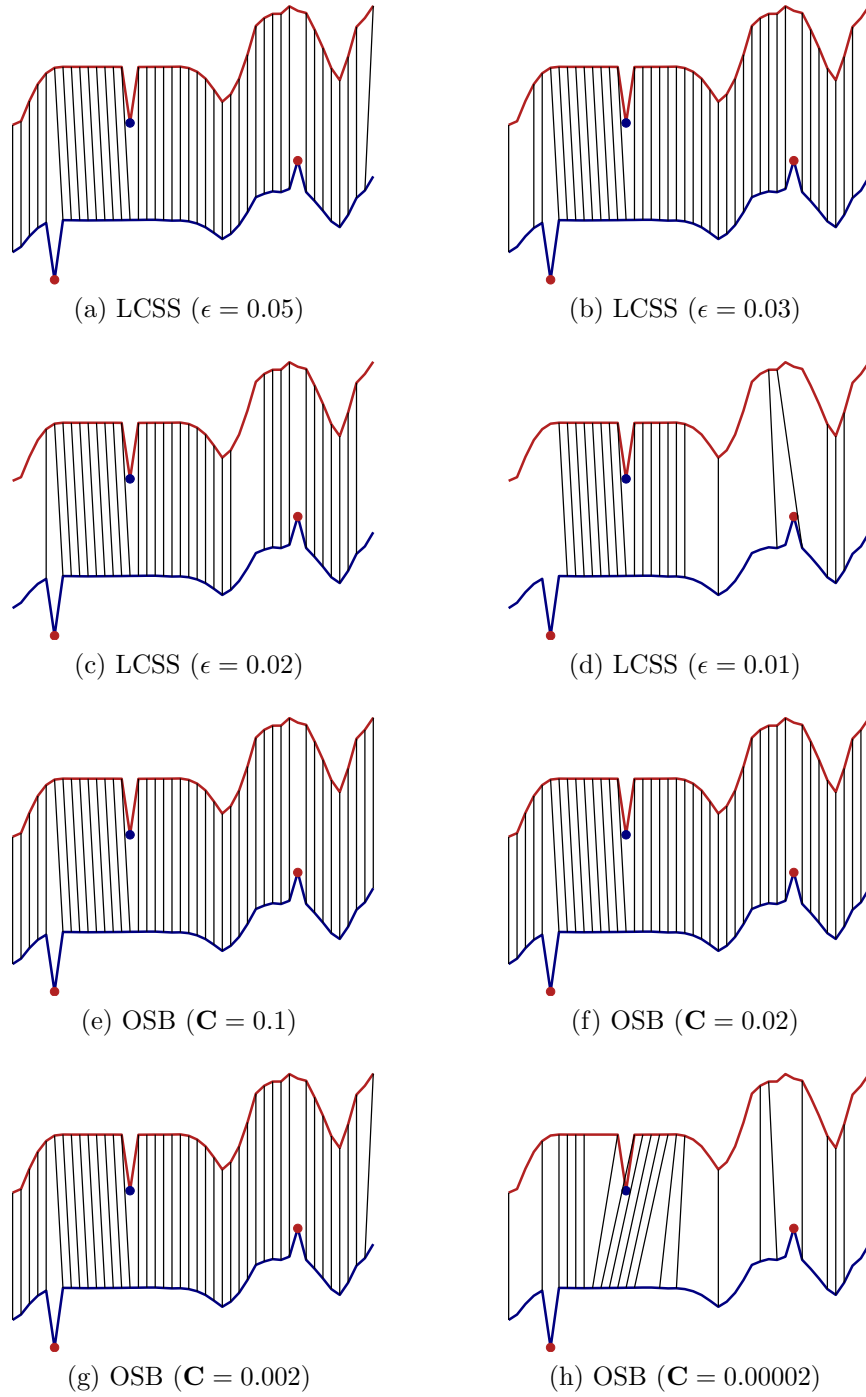 (a) LCSS (ϵ = 0.05)
(b) LCSS (ϵ = 0.03)
(c) LCSS (ϵ = 0.02)
(d) LCSS (ϵ = 0.01)
(e) OSB (C = 0.1)
(f) OSB (C = 0.02)
(g) OSB (C = 0.002)
(h) OSB (C = 0.00002)